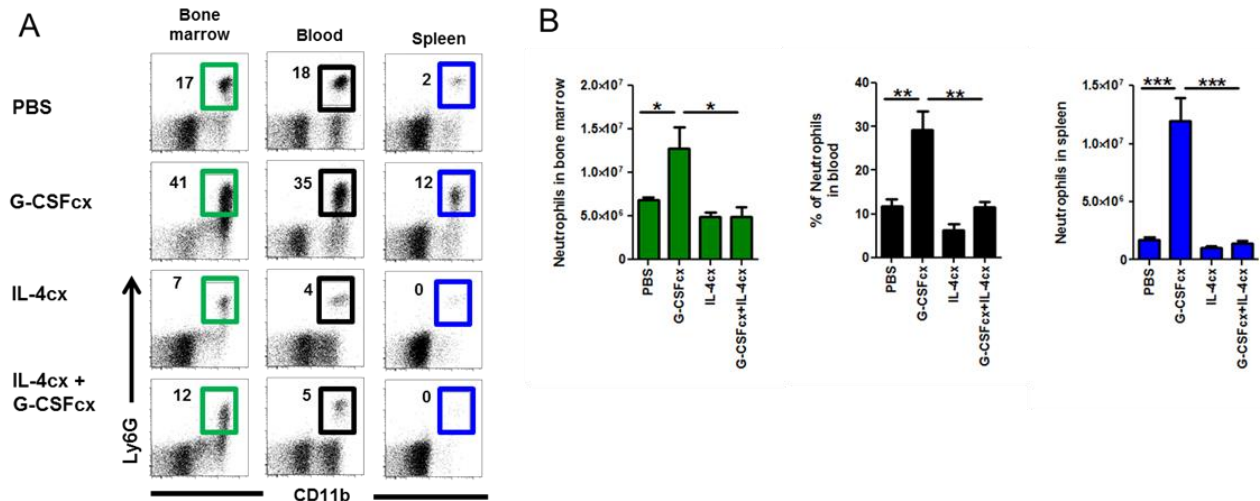 A
Bone
marrow
Blood
Spleen
PBS
17
18
2
G-CSFcx
41
35
12
IL-4cx
7
4
0
IL-4cx +
G-CSFcx
12
5
0
Ly6G
CD11b
B
Neutrophils in bone marrow
2.0×10⁷
1.5×10⁷
1.0×10⁷
5.0×10⁶
0
*
*
PBS
G-CSFcx
IL-4cx
G-CSFcx+IL-4cx
% of Neutrophils
in blood
40
30
20
10
0
**
**
PBS
G-CSFcx
IL-4cx
G-CSFcx+IL-4cx
Neutrophils in spleen
1.5×10⁷
1.0×10⁷
5.0×10⁶
0
***
***
PBS
G-CSFcx
IL-4cx
G-CSFcx+IL-4cx